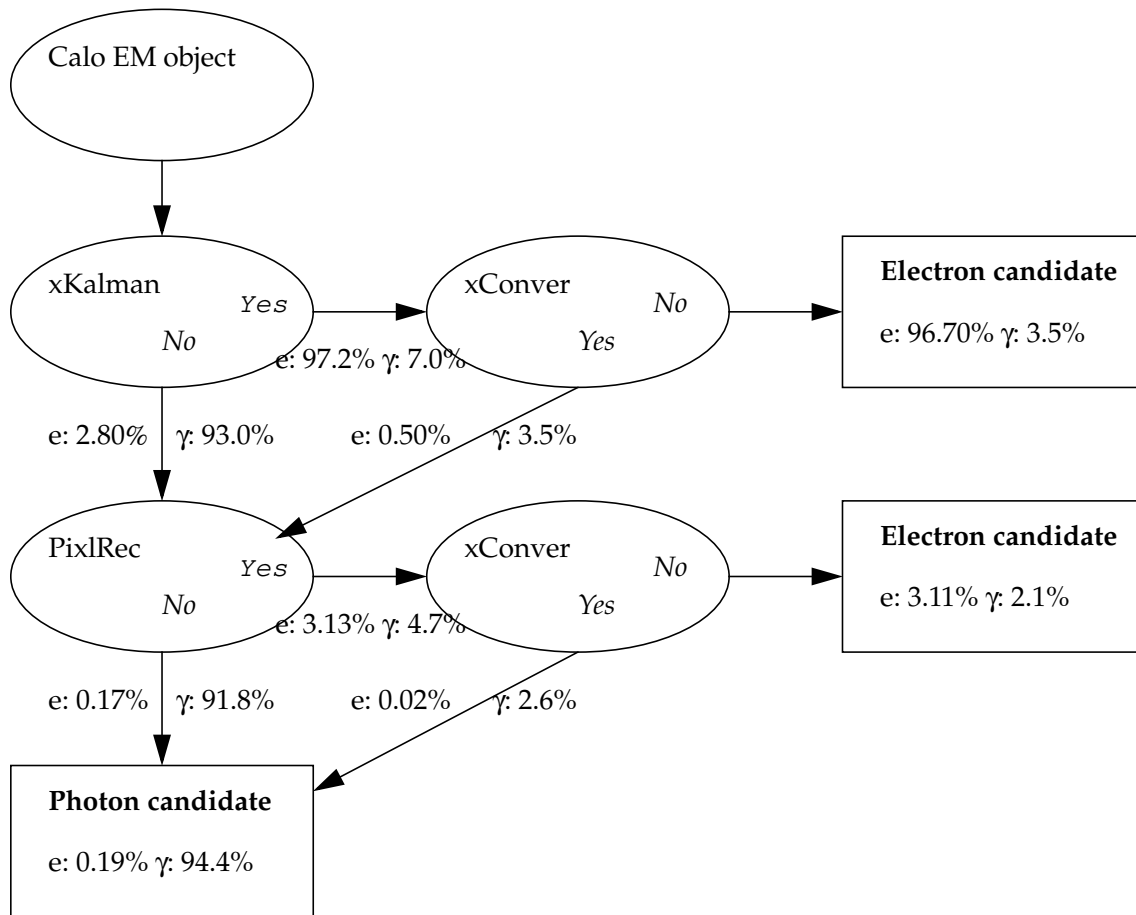 Calo EM object
xKalman
Yes
No
xConver
No
Yes
Electron candidate
e: 96.70% γ: 3.5%
e: 97.2% γ: 7.0%
e: 2.80%
γ: 93.0%
e: 0.50%
γ: 3.5%
PixlRec
Yes
No
xConver
No
Yes
Electron candidate
e: 3.11% γ: 2.1%
e: 3.13% γ: 4.7%
e: 0.17%
γ: 91.8%
e: 0.02%
γ: 2.6%
Photon candidate
e: 0.19% γ: 94.4%